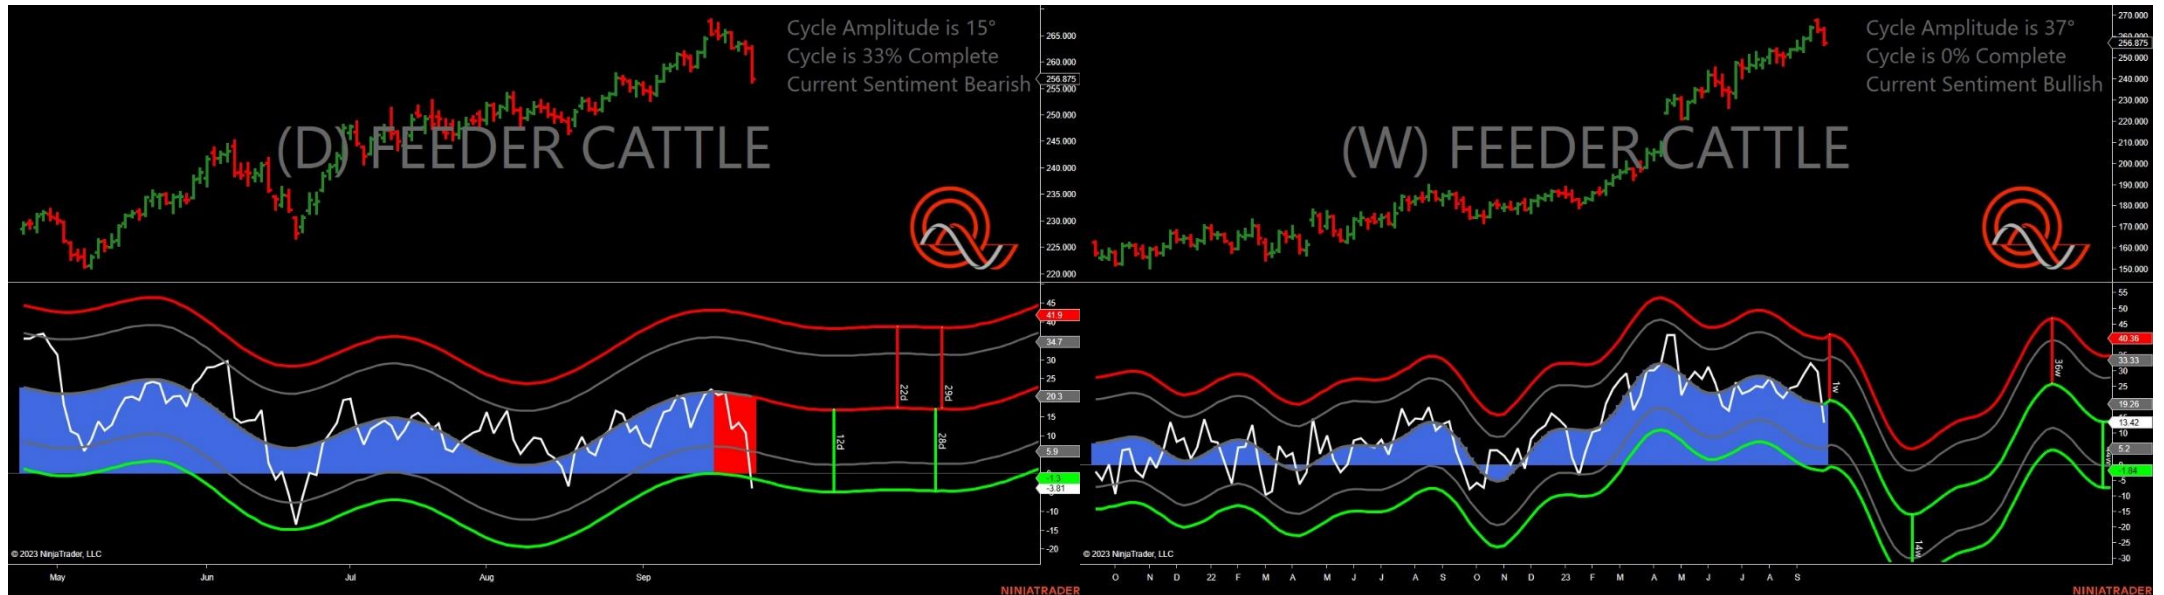 Cycle Amplitude is 15°
Cycle is 33% Complete
Current Sentiment Bearish
(D) FEEDER CATTLE
265.000
260.000
256.875
255.000
250.000
245.000
240.000
235.000
230.000
225.000
220.000
45
41.9
40
34.7
30
25
20.3
15
10
5.9
-1.3
-3.81
-10
-15
-20
22d
29d
12d
28d
© 2023 NinjaTrader, LLC
May Jun Jul Aug Sep
NINJATRADER
Cycle Amplitude is 37°
Cycle is 0% Complete
Current Sentiment Bullish
(W) FEEDER CATTLE
270.000
256.875
250.000
240.000
230.000
220.000
210.000
200.000
190.000
180.000
170.000
160.000
150.000
55
50
45
40.36
33.33
30
25
19.26
13.42
10
5.2
-1.84
-5
-10
-15
-20
-25
-30
1w
36w
14w
© 2023 NinjaTrader, LLC
O N D 22 F M A M J J A S O N D 23 F M A M J J A S
NINJATRADER